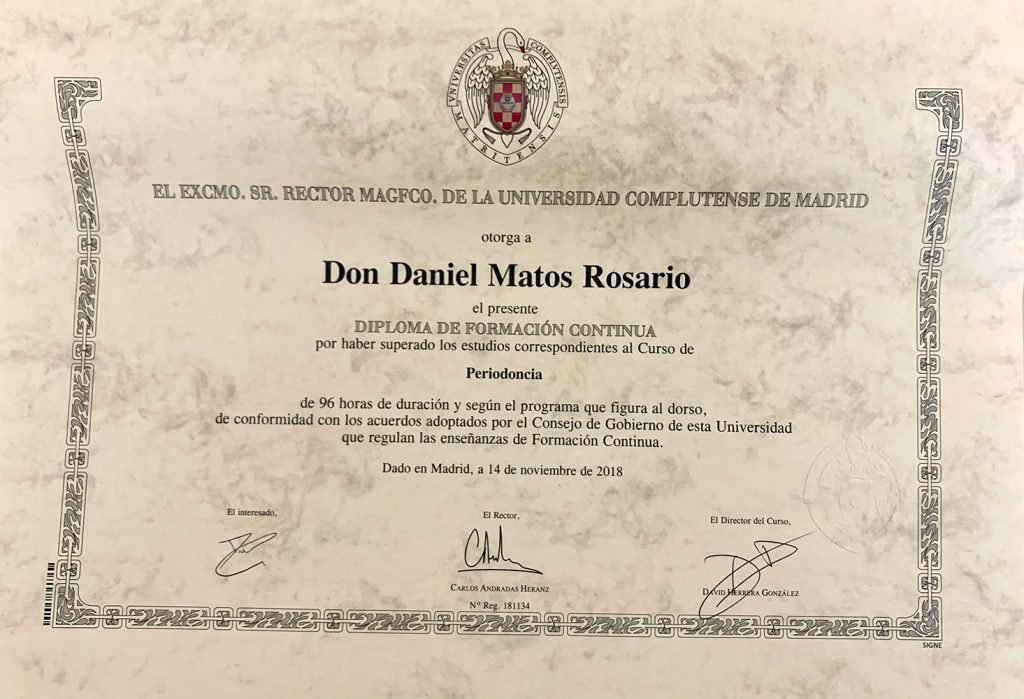 VNIVERSITAS COMPLVTENSIS MATRITENSIS
EL EXCMO. SR. RECTOR MAGFCO. DE LA UNIVERSIDAD COMPLUTENSE DE MADRID
otorga a
Don Daniel Matos Rosario
el presente
DIPLOMA DE FORMACIÓN CONTINUA
por haber superado los estudios correspondientes al Curso de
Periodoncia
de 96 horas de duración y según el programa que figura al dorso,
de conformidad con los acuerdos adoptados por el Consejo de Gobierno de esta Universidad
que regulan las enseñanzas de Formación Continua.
Dado en Madrid, a 14 de noviembre de 2018
El interesado,
El Rector,
El Director del Curso,
CARLOS ANDRADAS HERANZ
DAVID HERRERA GONZÁLEZ
Nº Reg. 181134
SIGNE